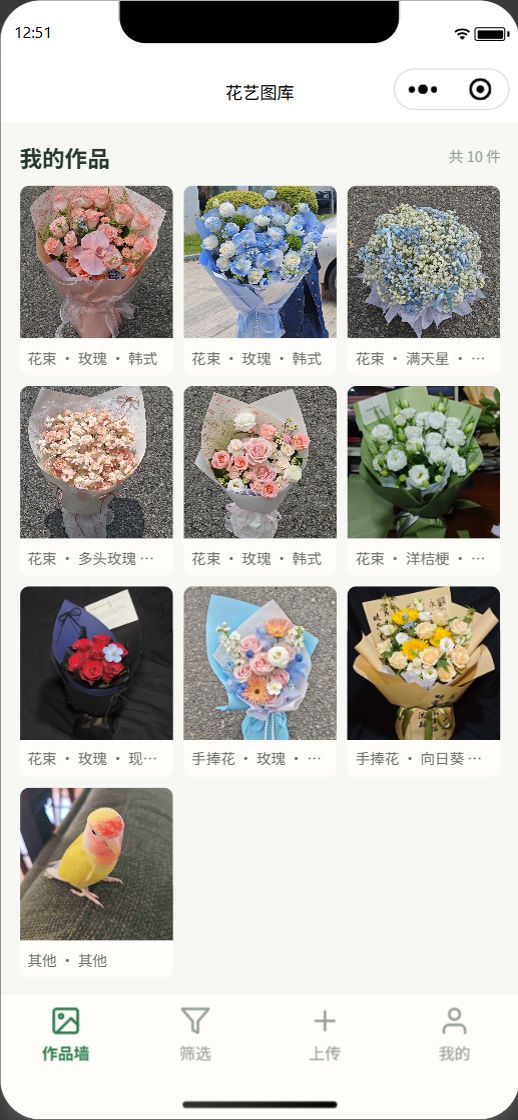 12:51
花艺图库
我的作品
共 10 件
花束 · 玫瑰 · 韩式
花束 · 玫瑰 · 韩式
花束 · 满天星 · ···
花束 · 多头玫瑰 ···
花束 · 玫瑰 · 韩式
花束 · 洋桔梗 · ···
花束 · 玫瑰 · 现···
手捧花 · 玫瑰 · ···
手捧花 · 向日葵 ···
其他 · 其他
作品墙
筛选
上传
我的